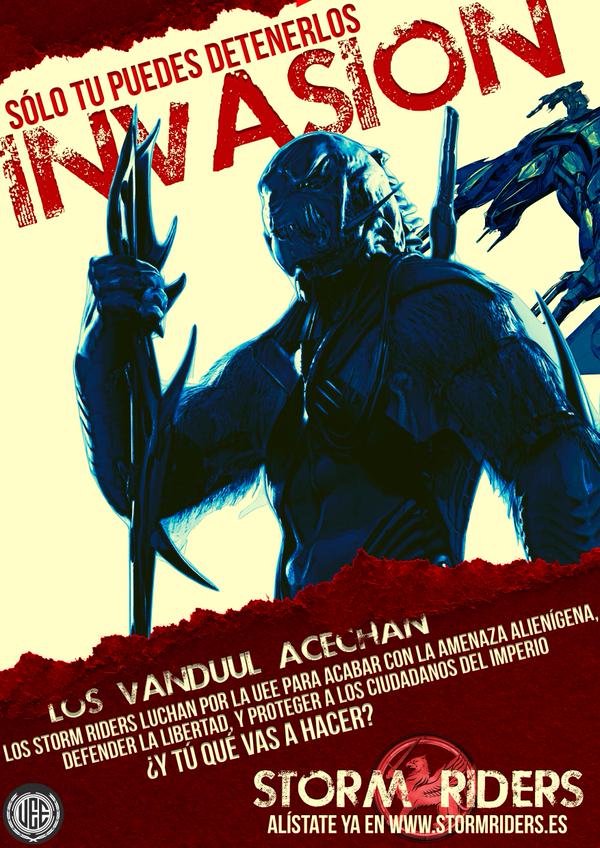 SÓLO TU PUEDES DETENERLOS
INVASION
LOS VANDUUL ACECHAN
LOS STORM RIDERS LUCHAN POR LA UEE PARA ACABAR CON LA AMENAZA ALIENÍGENA,
DEFENDER LA LIBERTAD, Y PROTEGER A LOS CIUDADANOS DEL IMPERIO
¿Y TÚ QUÉ VAS A HACER?
STORM RIDERS
ALÍSTATE YA EN WWW.STORMRIDERS.ES
UEE